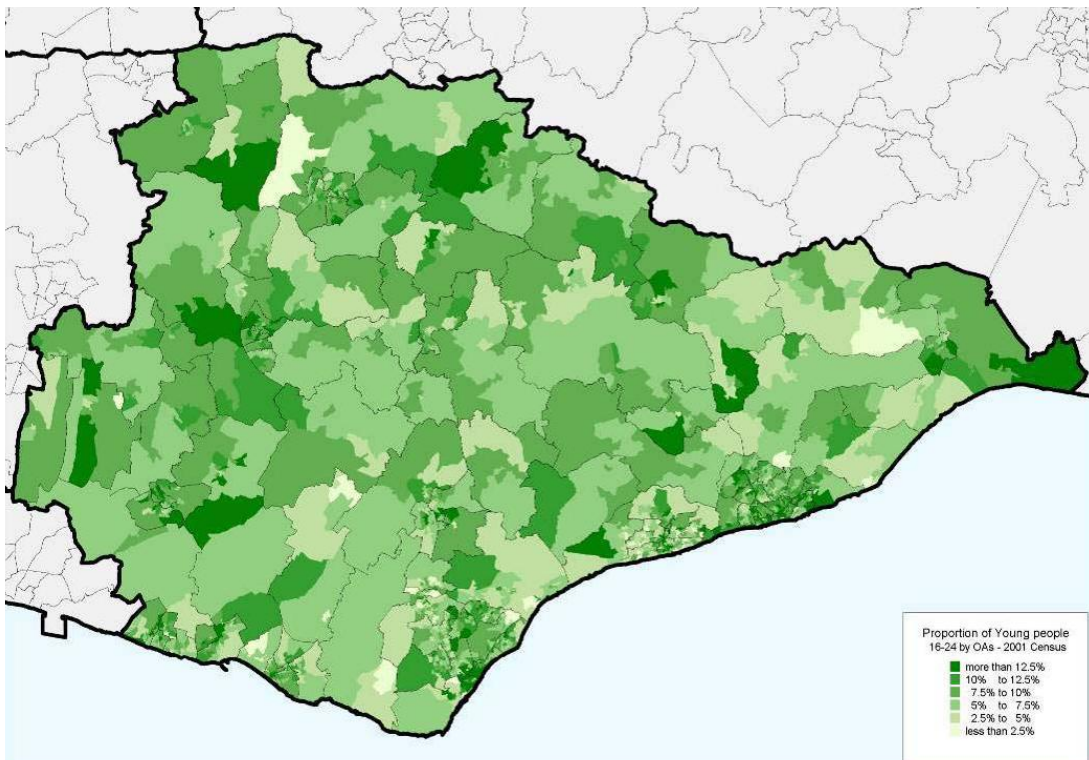 Proportion of Young people
16-24 by OAs - 2001 Census
more than 12.5%
10% to 12.5%
7.5% to 10%
5% to 7.5%
2.5% to 5%
less than 2.5%